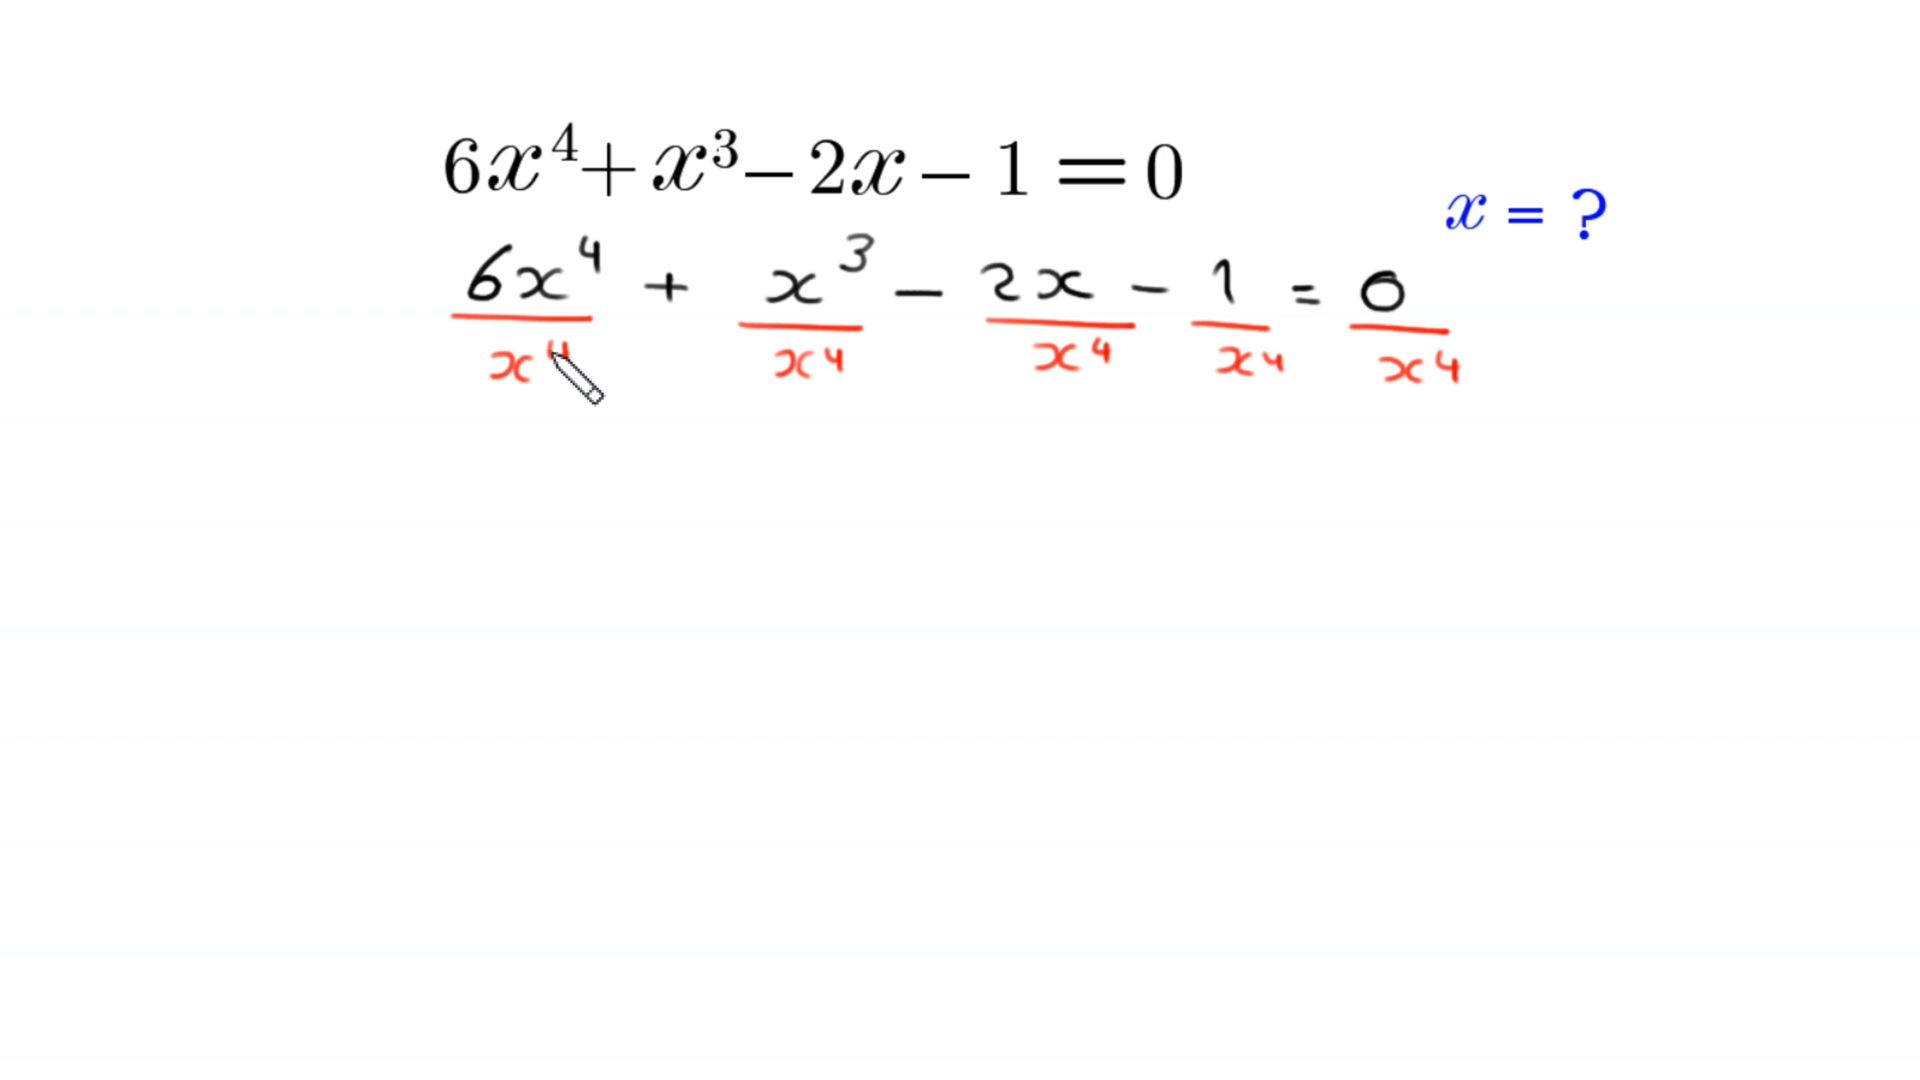 6x⁴+x³−2x−1=0
x = ?
6x⁴ + x³ − 2x − 1 = 0
x⁴ x⁴ x⁴ x⁴ x⁴